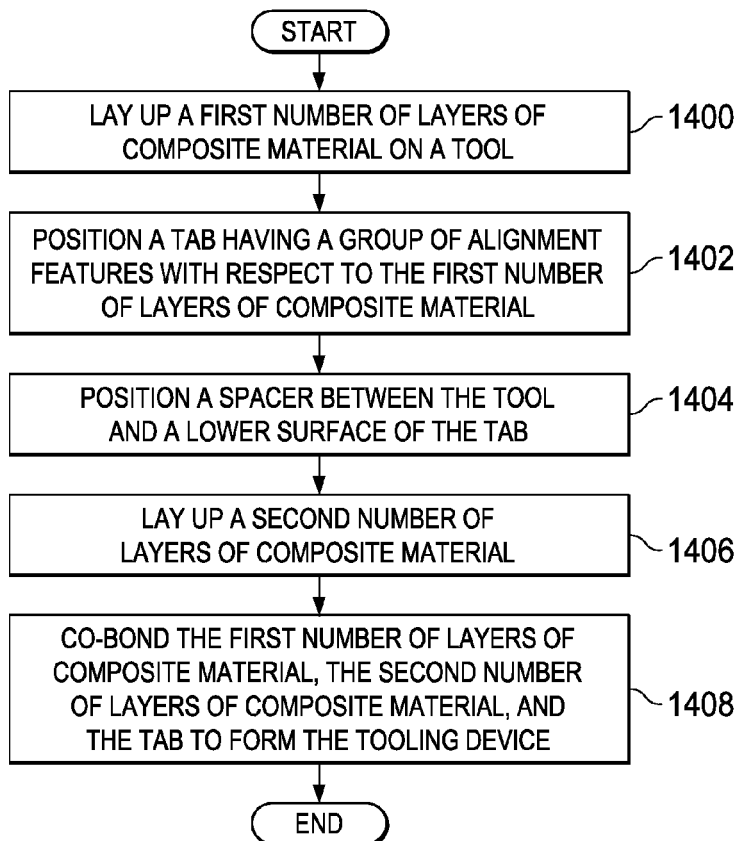 START
LAY UP A FIRST NUMBER OF LAYERS OF
COMPOSITE MATERIAL ON A TOOL
1400
POSITION A TAB HAVING A GROUP OF ALIGNMENT
FEATURES WITH RESPECT TO THE FIRST NUMBER
OF LAYERS OF COMPOSITE MATERIAL
1402
POSITION A SPACER BETWEEN THE TOOL
AND A LOWER SURFACE OF THE TAB
1404
LAY UP A SECOND NUMBER OF
LAYERS OF COMPOSITE MATERIAL
1406
CO-BOND THE FIRST NUMBER OF LAYERS OF
COMPOSITE MATERIAL, THE SECOND NUMBER
OF LAYERS OF COMPOSITE MATERIAL, AND
THE TAB TO FORM THE TOOLING DEVICE
1408
END